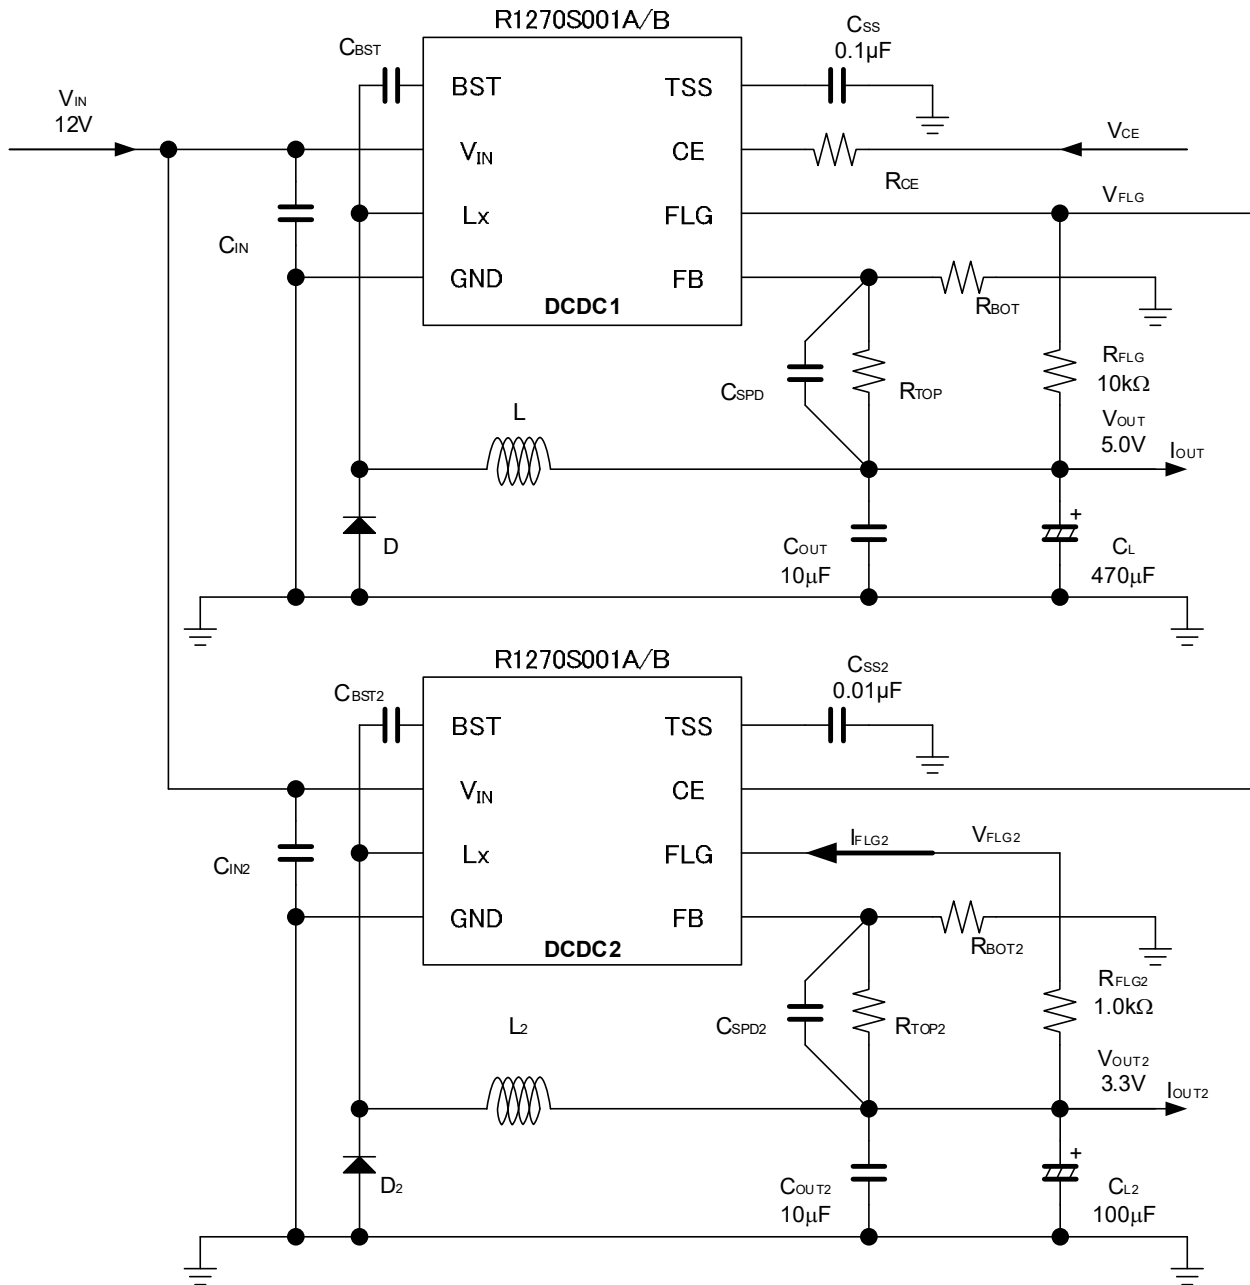 R1270S001A/B
CBST
CSS
0.1µF
BST
TSS
VIN
12V
VCE
VIN
CE
RCE
VFLG
Lx
FLG
CIN
GND
FB
DCDC1
RBOT
RFLG
10kΩ
CSPD
RTOP
L
VOUT
5.0V
IOUT
D
COUT
10µF
+
CL
470µF
R1270S001A/B
CBST2
CSS2
0.01µF
BST
TSS
VIN
CE
IFLG2
VFLG2
CIN2
Lx
FLG
GND
FB
DCDC2
RBOT2
RFLG2
1.0kΩ
CSPD2
RTOP2
L2
VOUT2
3.3V
IOUT2
D2
COUT2
10µF
+
CL2
100µF